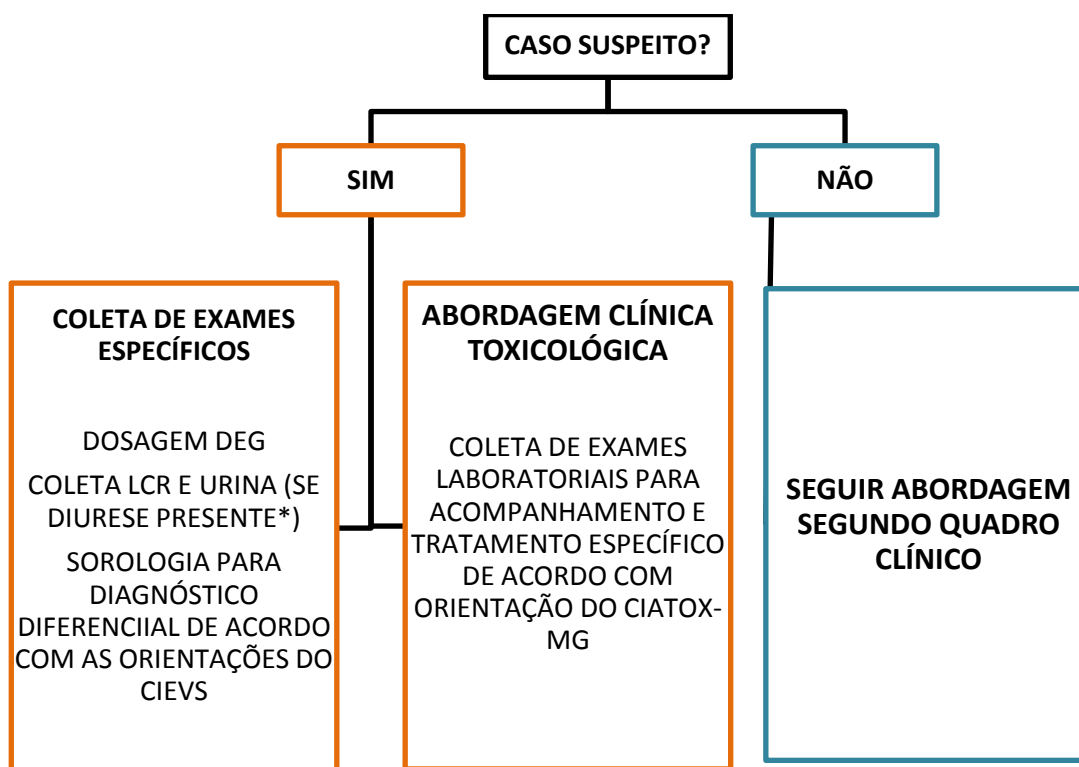 CASO SUSPEITO?
SIM
NÃO
COLETA DE EXAMES
ESPECÍFICOS
DOSAGEM DEG
COLETA LCR E URINA (SE
DIURESE PRESENTE*)
SOROLOGIA PARA
DIAGNÓSTICO
DIFERENCIIAL DE ACORDO
COM AS ORIENTAÇÕES DO
CIEVS
ABORDAGEM CLÍNICA
TOXICOLÓGICA
COLETA DE EXAMES
LABORATORIAIS PARA
ACOMPANHAMENTO E
TRATAMENTO ESPECÍFICO
DE ACORDO COM
ORIENTAÇÃO DO CIATOX-
MG
SEGUIR ABORDAGEM
SEGUNDO QUADRO
CLÍNICO